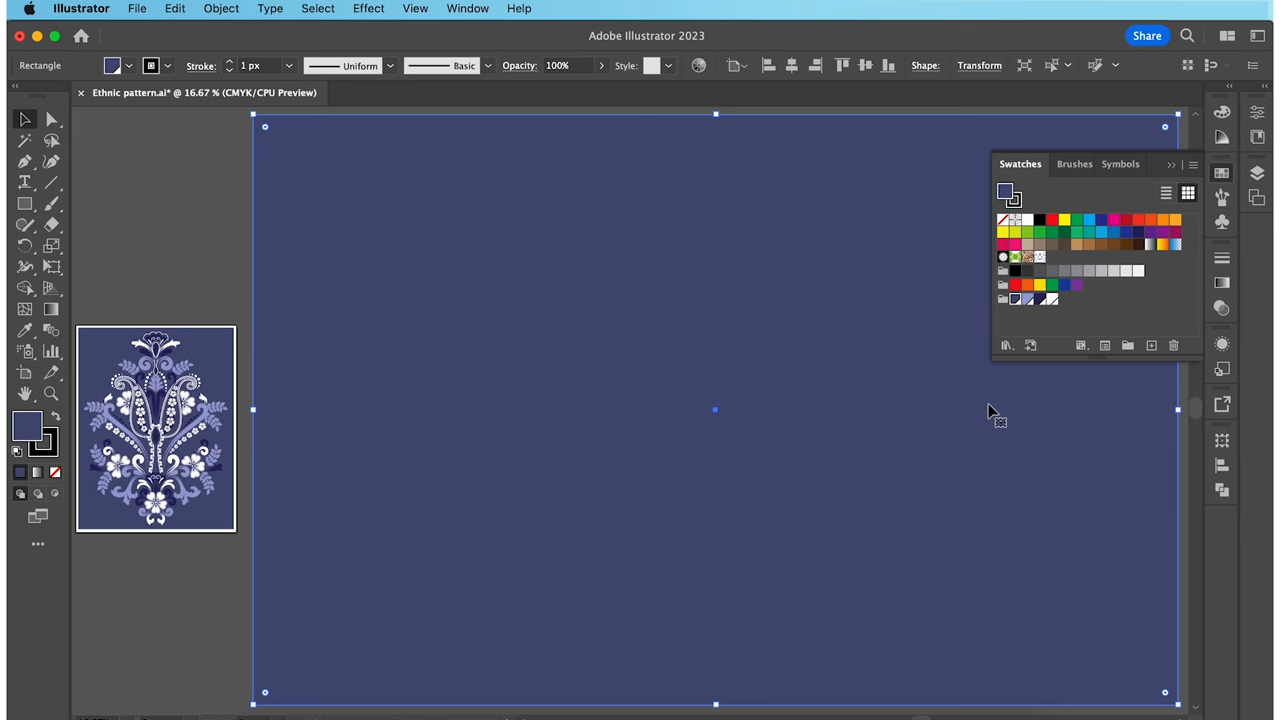 Illustrator File Edit Object Type Select Effect View Window Help
Adobe Illustrator 2023
Share
Rectangle Stroke: 1 px Uniform Basic Opacity: 100% Style: Shape: Transform
× Ethnic pattern.ai* @ 16.67 % (CMYK/CPU Preview)
Swatches Brushes Symbols